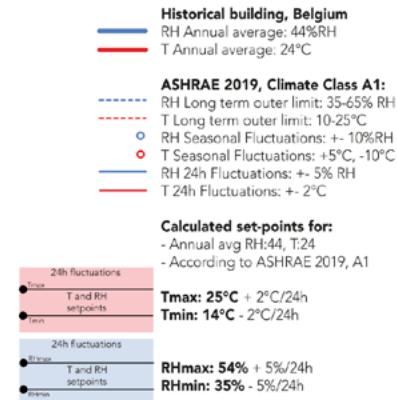 Historical building, Belgium
RH Annual average: 44%RH
T Annual average: 24°C
ASHRAE 2019, Climate Class A1:
RH Long term outer limit: 35-65% RH
T Long term outer limit: 10-25°C
RH Seasonal Fluctuations: +- 10%RH
T Seasonal Fluctuations: +5°C, -10°C
RH 24h Fluctuations: +- 5% RH
T 24h Fluctuations: +- 2°C
Calculated set-points for:
- Annual avg RH:44, T:24
- According to ASHRAE 2019, A1
24h fluctuations
Tmax
T and RH
setpoints
Tmin
Tmax: 25°C + 2°C/24h
Tmin: 14°C - 2°C/24h
24h fluctuations
RHmax
T and RH
setpoints
RHmin
RHmax: 54% + 5%/24h
RHmin: 35% - 5%/24h